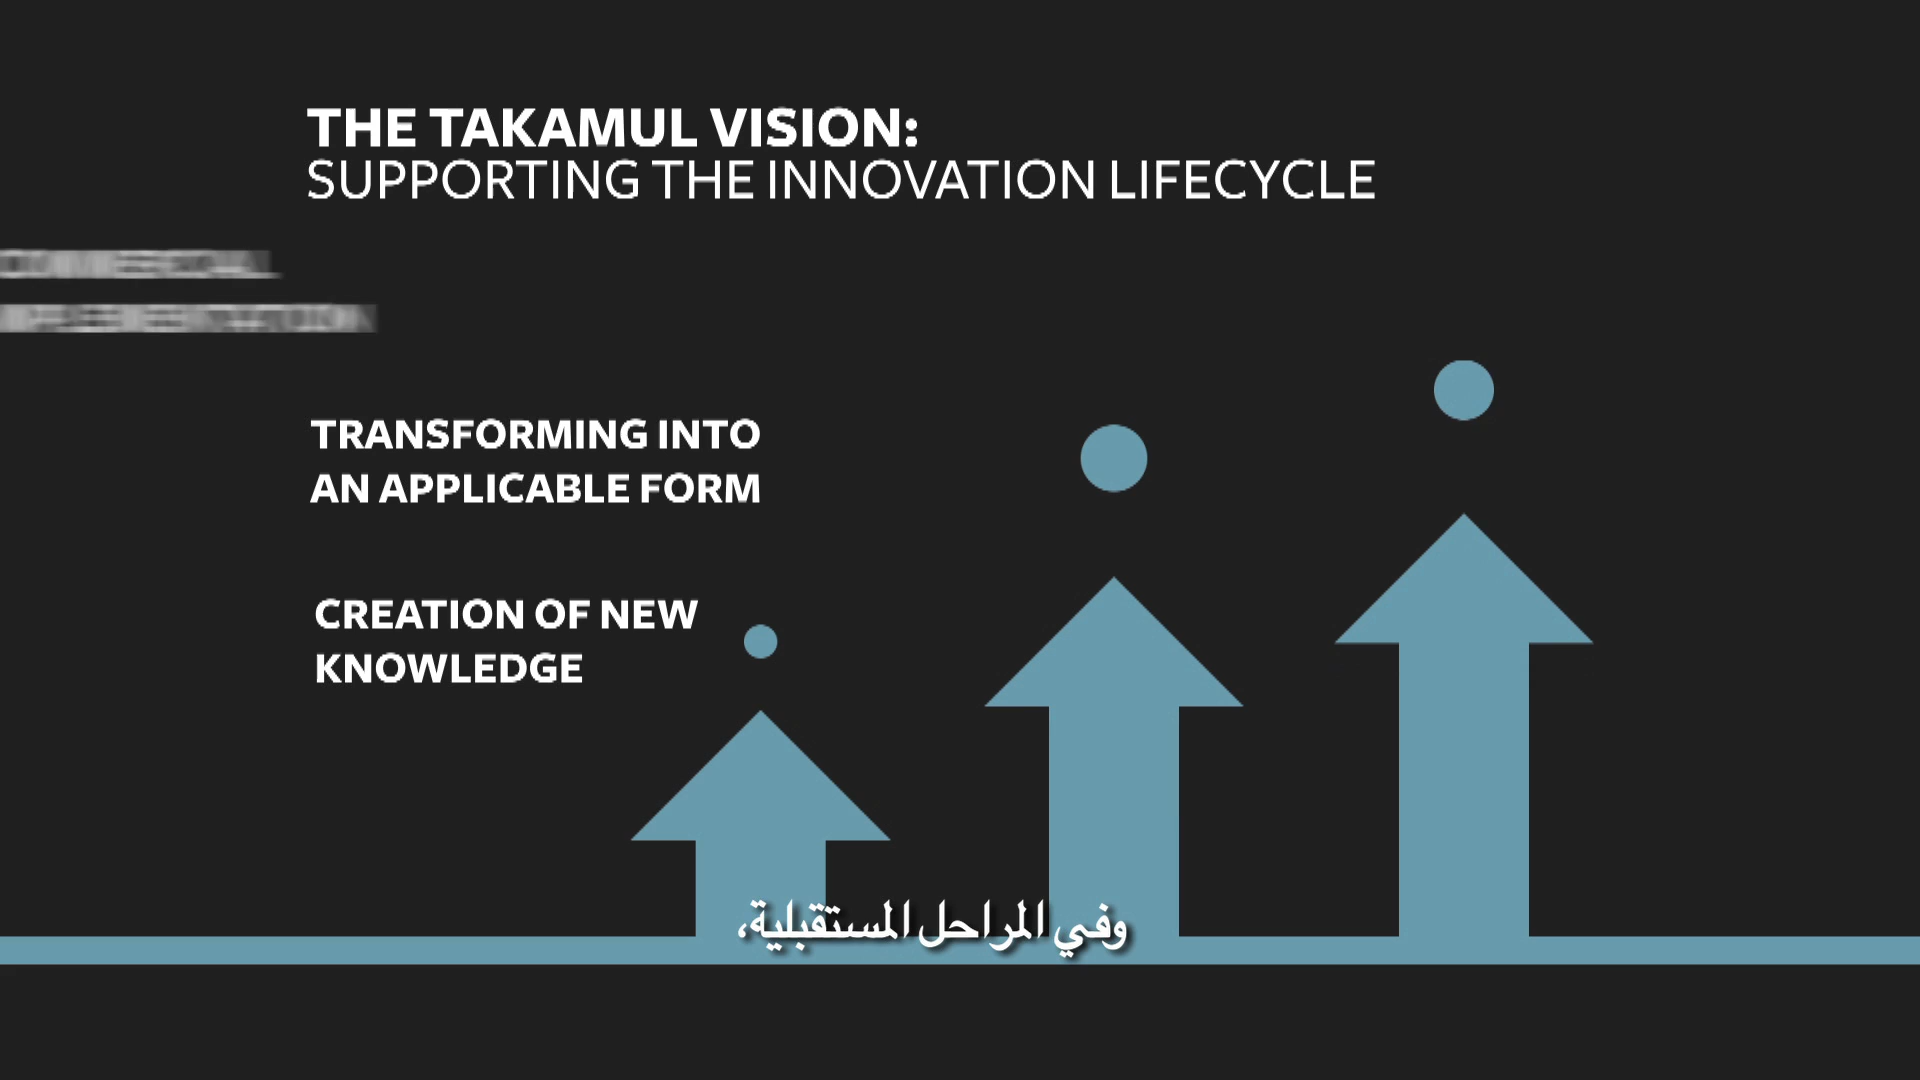 THE TAKAMUL VISION:
SUPPORTING THE INNOVATION LIFECYCLE
COMMERCIAL
TRANSFORMING INTO
AN APPLICABLE FORM
CREATION OF NEW
KNOWLEDGE
وفي المراحل المستقبلية،